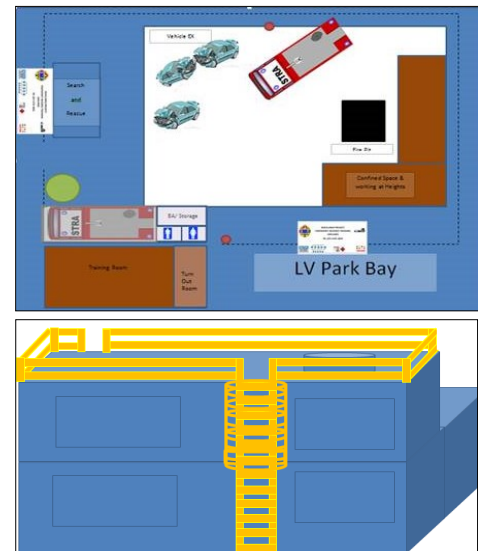 Vehicle EX
STRA
Search
and
Rescue
Fire Pit
Confined Space &
working at Heights
STRA
BA/ Storage
Training Room
Turn
Out
Room
LV Park Bay